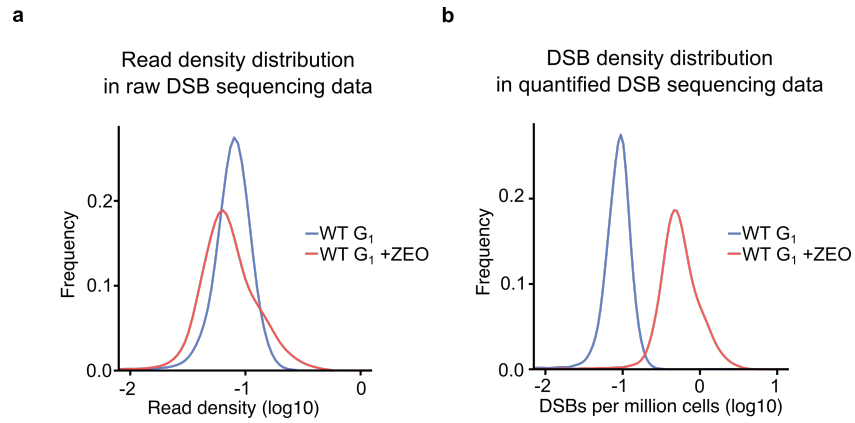 a
Read density distribution
in raw DSB sequencing data
Frequency
0.2
0.1
0.0
-2
-1
0
Read density (log10)
WT G₁
WT G₁ +ZEO
b
DSB density distribution
in quantified DSB sequencing data
Frequency
0.2
0.1
0.0
-2
-1
0
1
DSBs per million cells (log10)
WT G₁
WT G₁ +ZEO